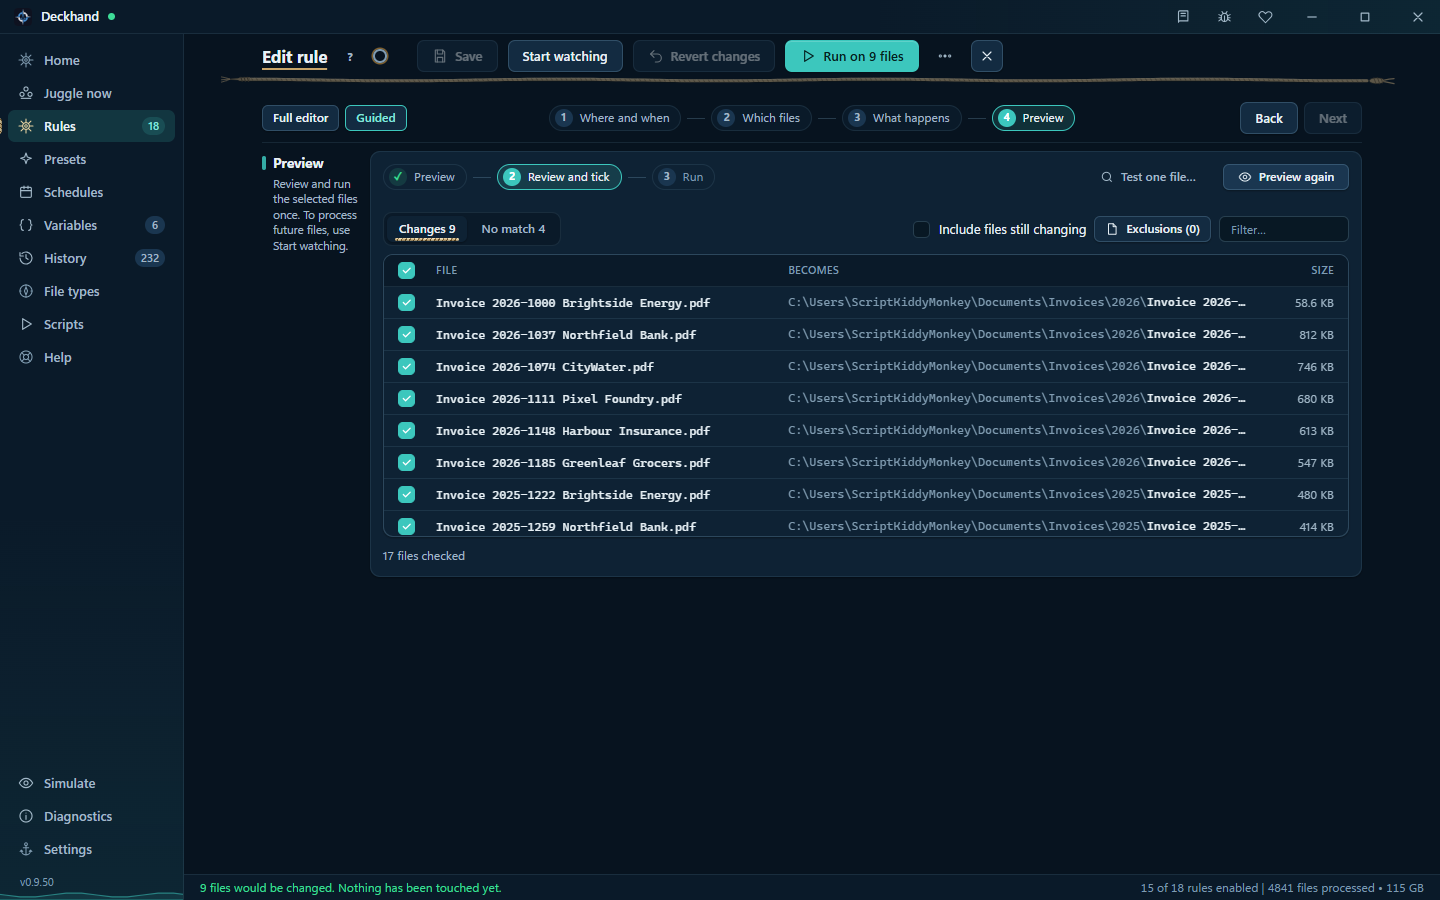 Deckhand
Home
Juggle now
Rules 18
Presets
Schedules
Variables 6
History 232
File types
Scripts
Help
Simulate
Diagnostics
Settings
v0.9.50
Edit rule ? Save Start watching Revert changes Run on 9 files
Full editor Guided 1 Where and when 2 Which files 3 What happens 4 Preview Back Next
Preview
Review and run
the selected files
once. To process
future files, use
Start watching.
Preview 2 Review and tick 3 Run Test one file... Preview again
Changes 9 No match 4 Include files still changing Exclusions (0) Filter...
FILE BECOMES SIZE
Invoice 2026-1000 Brightside Energy.pdf C:\Users\ScriptKiddyMonkey\Documents\Invoices\2026\Invoice 2026-… 58.6 KB
Invoice 2026-1037 Northfield Bank.pdf C:\Users\ScriptKiddyMonkey\Documents\Invoices\2026\Invoice 2026-… 812 KB
Invoice 2026-1074 CityWater.pdf C:\Users\ScriptKiddyMonkey\Documents\Invoices\2026\Invoice 2026-… 746 KB
Invoice 2026-1111 Pixel Foundry.pdf C:\Users\ScriptKiddyMonkey\Documents\Invoices\2026\Invoice 2026-… 680 KB
Invoice 2026-1148 Harbour Insurance.pdf C:\Users\ScriptKiddyMonkey\Documents\Invoices\2026\Invoice 2026-… 613 KB
Invoice 2026-1185 Greenleaf Grocers.pdf C:\Users\ScriptKiddyMonkey\Documents\Invoices\2026\Invoice 2026-… 547 KB
Invoice 2025-1222 Brightside Energy.pdf C:\Users\ScriptKiddyMonkey\Documents\Invoices\2025\Invoice 2025-… 480 KB
Invoice 2025-1259 Northfield Bank.pdf C:\Users\ScriptKiddyMonkey\Documents\Invoices\2025\Invoice 2025-… 414 KB
17 files checked
9 files would be changed. Nothing has been touched yet. 15 of 18 rules enabled | 4841 files processed • 115 GB